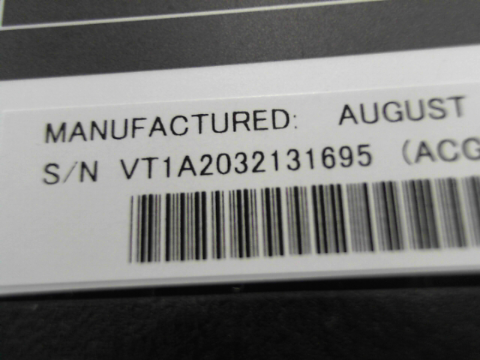 MANUFACTURED: AUGUST
S/N VT1A2032131695 (ACG